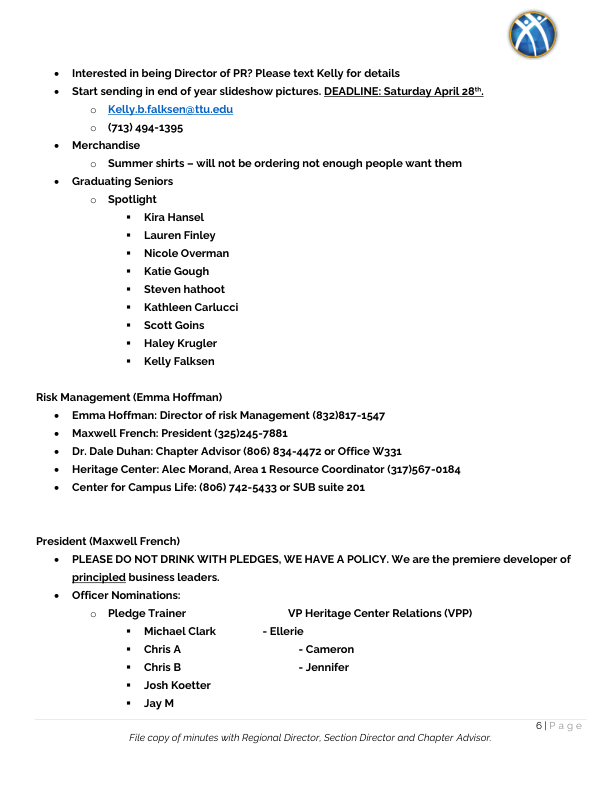 • Interested in being Director of PR? Please text Kelly for details
• Start sending in end of year slideshow pictures. DEADLINE: Saturday April 28th.
o Kelly.b.falksen@ttu.edu
o (713) 494-1395
• Merchandise
o Summer shirts – will not be ordering not enough people want them
• Graduating Seniors
o Spotlight
▪ Kira Hansel
▪ Lauren Finley
▪ Nicole Overman
▪ Katie Gough
▪ Steven hathoot
▪ Kathleen Carlucci
▪ Scott Goins
▪ Haley Krugler
▪ Kelly Falksen
Risk Management (Emma Hoffman)
• Emma Hoffman: Director of risk Management (832)817-1547
• Maxwell French: President (325)245-7881
• Dr. Dale Duhan: Chapter Advisor (806) 834-4472 or Office W331
• Heritage Center: Alec Morand, Area 1 Resource Coordinator (317)567-0184
• Center for Campus Life: (806) 742-5433 or SUB suite 201
President (Maxwell French)
• PLEASE DO NOT DRINK WITH PLEDGES, WE HAVE A POLICY. We are the premiere developer of
principled business leaders.
• Officer Nominations:
o Pledge Trainer VP Heritage Center Relations (VPP)
▪ Michael Clark - Ellerie
▪ Chris A - Cameron
▪ Chris B - Jennifer
▪ Josh Koetter
▪ Jay M
6 | Page
File copy of minutes with Regional Director, Section Director and Chapter Advisor.